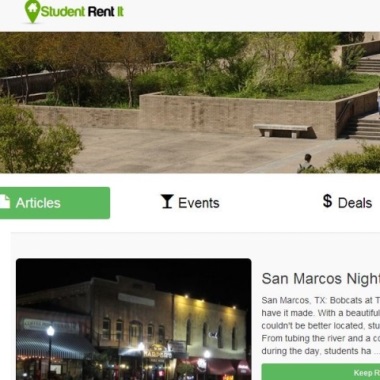 Student Rent It
Articles
Events
$ Deals
San Marcos Night
San Marcos, TX: Bobcats at T
have it made. With a beautiful
couldn't be better located, stu
From tubing the river and a co
during the day, students ha ...
Keep R